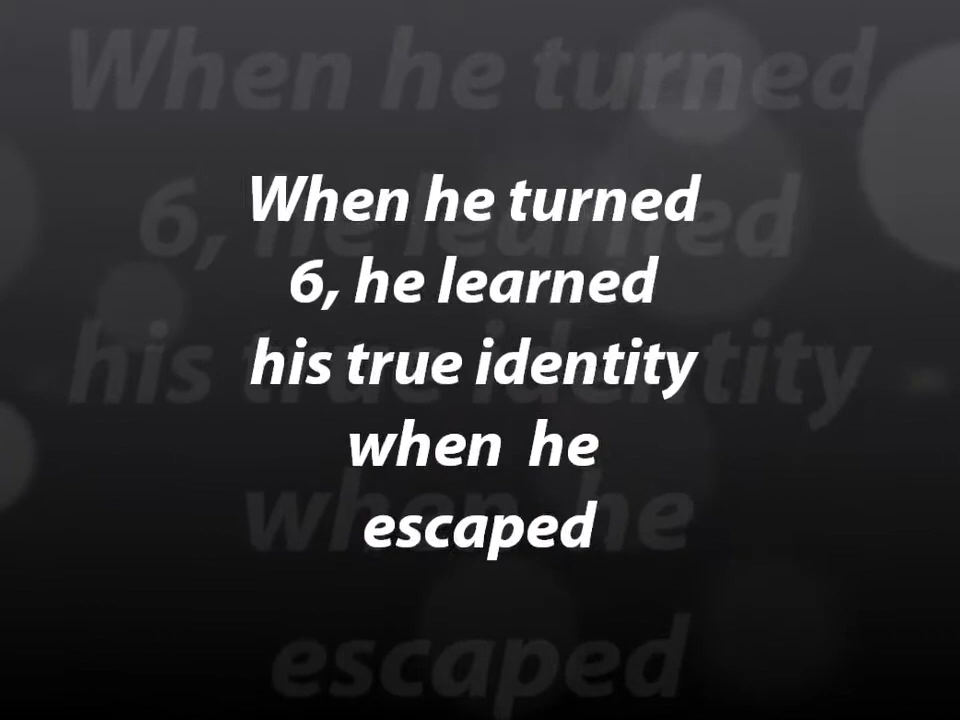 When he turned
6, he learned
his true identity
when he
escaped